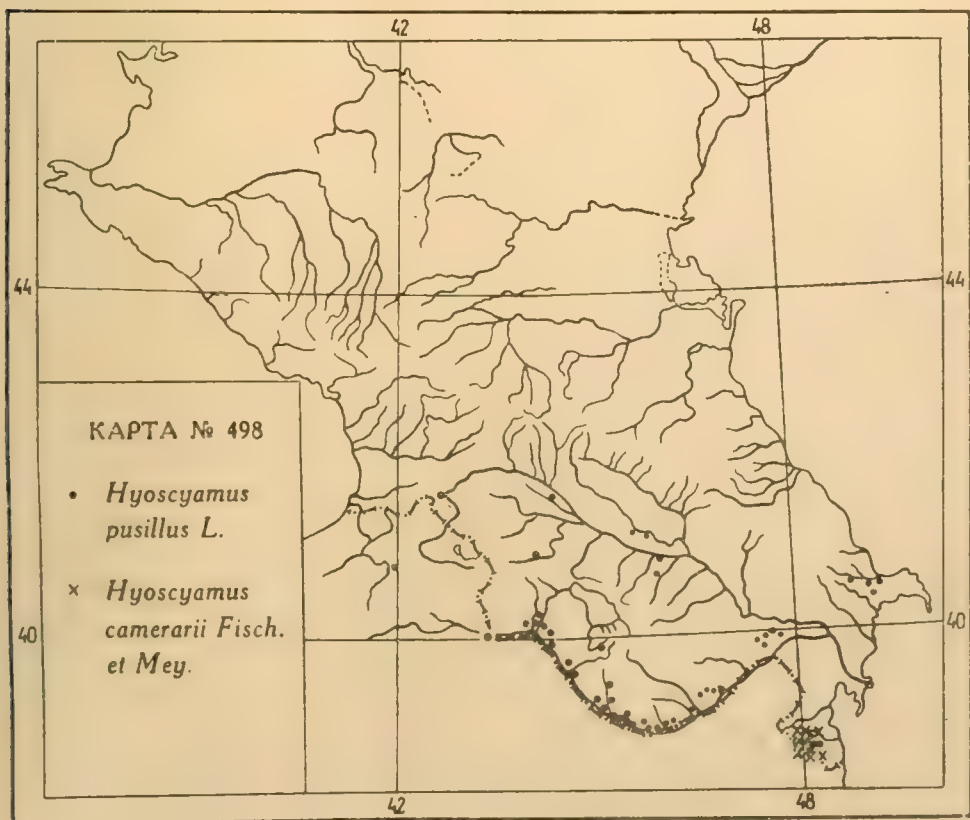 42 48
44 44
КАРТА № 498
• Hyoscyamus
pusillus L.
× Hyoscyamus
camerarii Fisch.
et Mey.
40 40
42 48